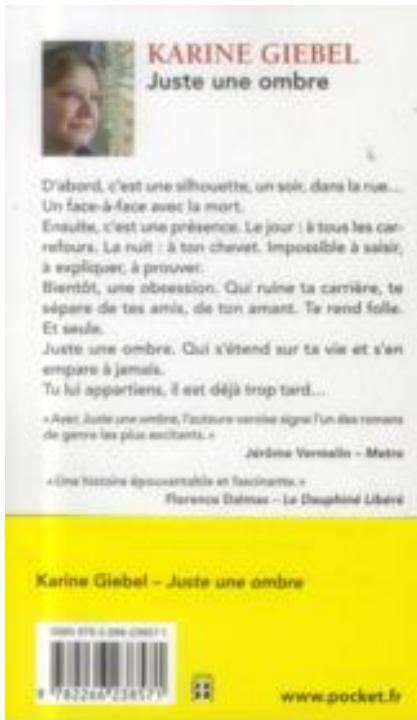 KARINE GIEBEL
Juste une ombre
D'abord, c'est une silhouette, un soir, dans la rue...
Un face-à-face avec la mort.
Ensuite, c'est une présence. Le jour : à tous les car-
refours. La nuit : à ton chevet. Impossible à saisir,
à expliquer, à prouver.
Bientôt, une obsession. Qui ruine ta carrière, te
sépare de tes amis, de ton amant. Te rend folle.
Et seule.
Juste une ombre. Qui s'étend sur ta vie et s'en
empare à jamais.
Tu lui appartiens, il est déjà trop tard...
« Avec Juste une ombre, l'auteure varoise signe l'un des romans
de genre les plus excitants. »
Jérôme Vermelin – Metro
« Une histoire épouvantable et fascinante. »
Florence Dalmas – Le Dauphiné Libéré
Karine Giebel – Juste une ombre
ISBN
www.pocket.fr